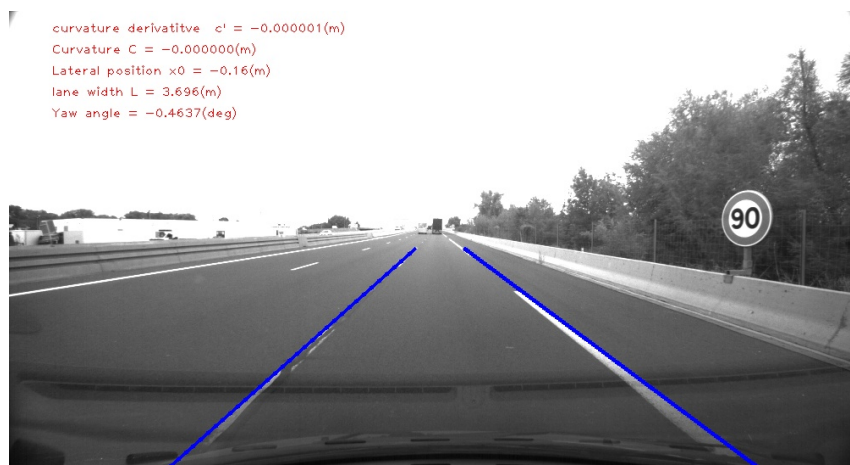 curvature derivatitve c' = -0.000001(m)
Curvature C = -0.000000(m)
Lateral position x0 = -0.16(m)
lane width L = 3.696(m)
Yaw angle = -0.4637(deg)
90